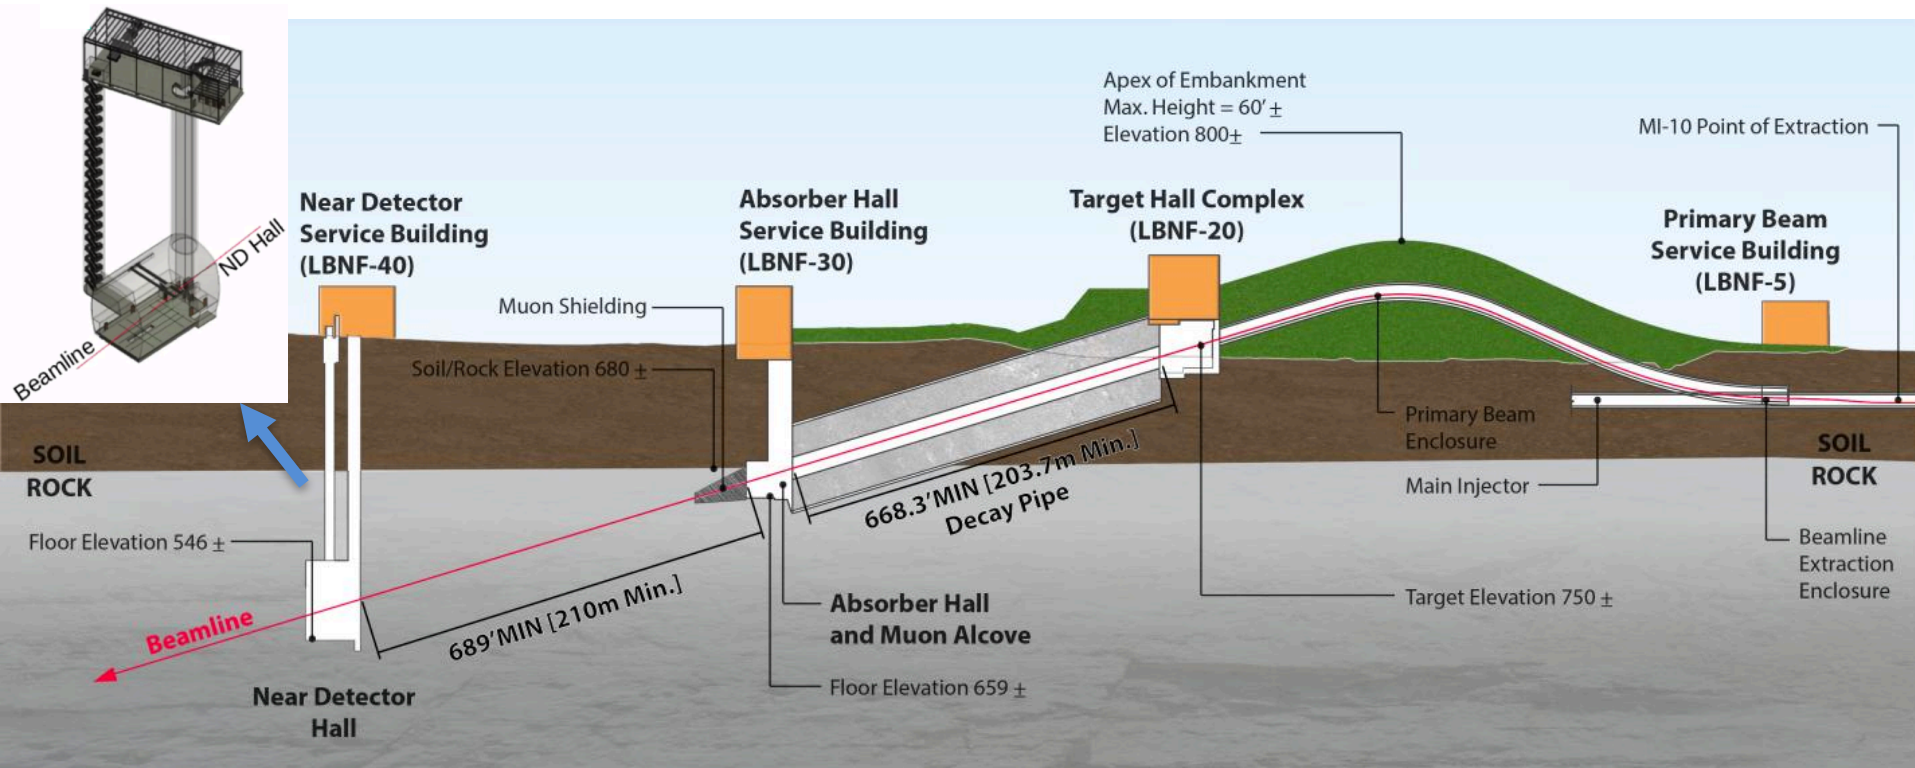 ND Hall
Beamline
Near Detector
Service Building
(LBNF-40)
Muon Shielding
Soil/Rock Elevation 680 ±
Absorber Hall
Service Building
(LBNF-30)
Apex of Embankment
Max. Height = 60’ ±
Elevation 800±
Target Hall Complex
(LBNF-20)
MI-10 Point of Extraction
Primary Beam
Service Building
(LBNF-5)
SOIL
ROCK
Floor Elevation 546 ±
Beamline
Near Detector
Hall
689’MIN [210m Min.]
668.3’MIN [203.7m Min.]
Decay Pipe
Absorber Hall
and Muon Alcove
Floor Elevation 659 ±
Primary Beam
Enclosure
Main Injector
Target Elevation 750 ±
SOIL
ROCK
Beamline
Extraction
Enclosure